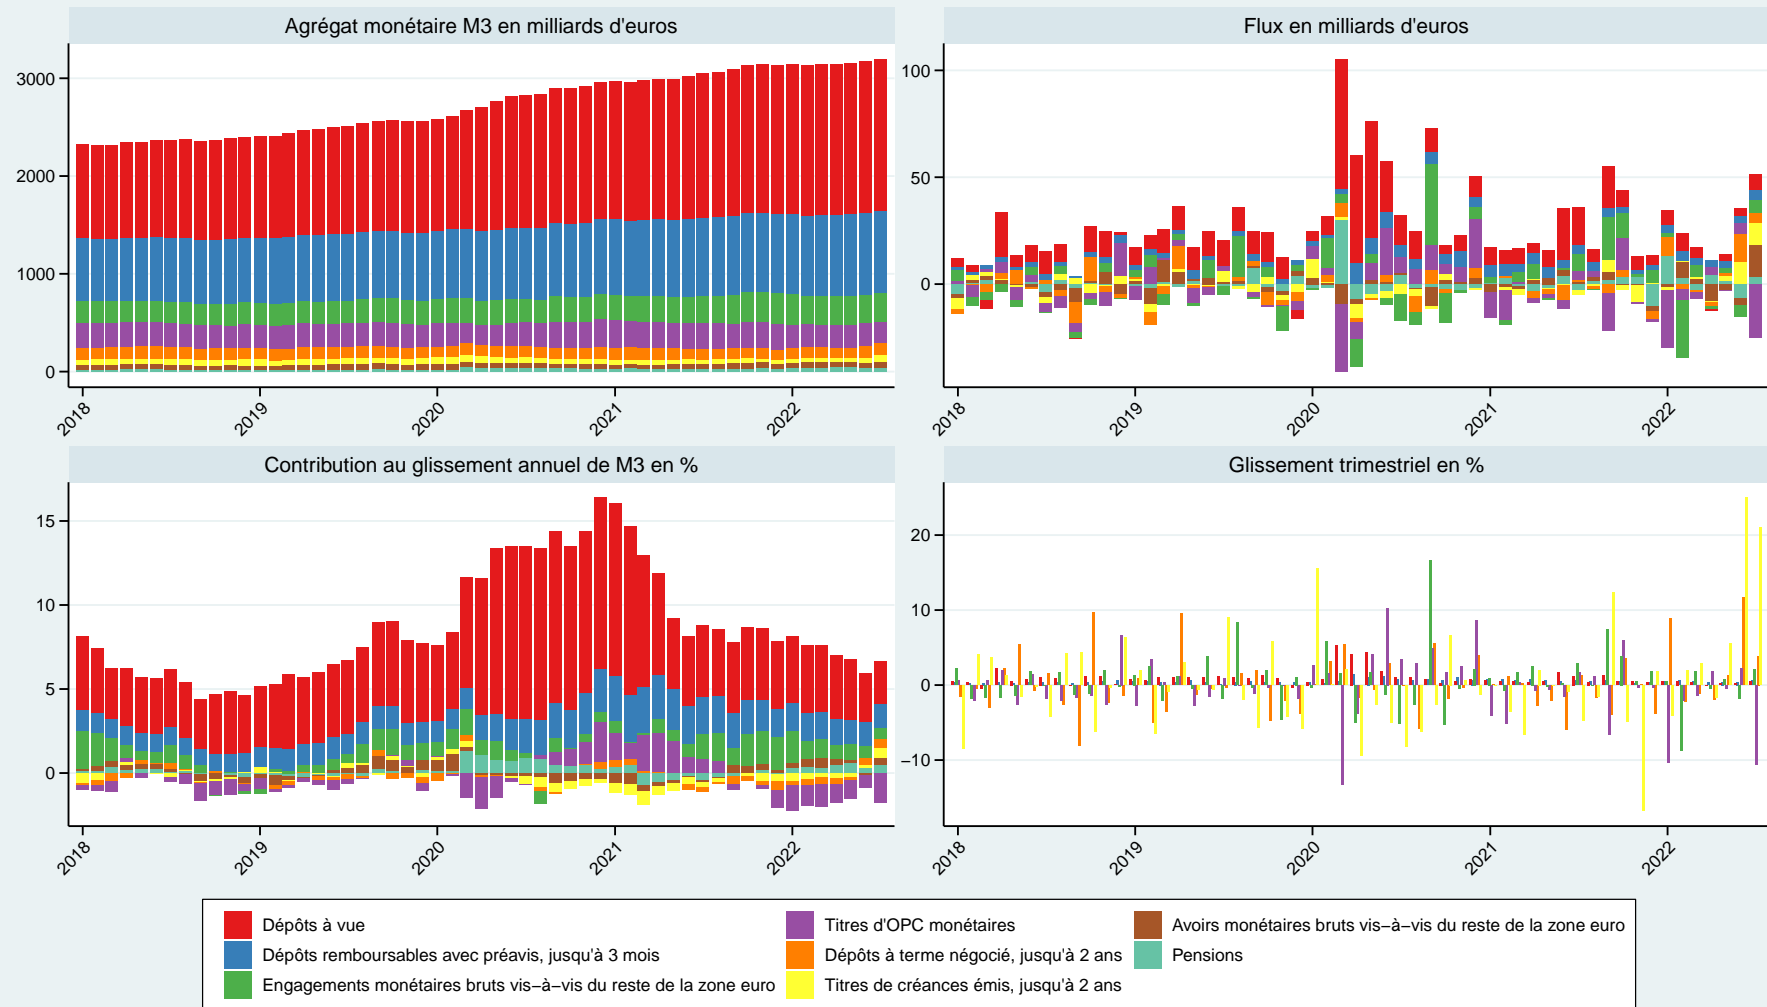 Agrégat monétaire M3 en milliards d'euros
3000
2000
1000
0
2018
2019
2020
2021
2022
Flux en milliards d'euros
100
50
0
2018
2019
2020
2021
2022
Contribution au glissement annuel de M3 en %
15
10
5
0
2018
2019
2020
2021
2022
Glissement trimestriel en %
20
10
0
−10
2018
2019
2020
2021
2022
Dépôts à vue
Dépôts remboursables avec préavis, jusqu'à 3 mois
Engagements monétaires bruts vis−à−vis du reste de la zone euro
Titres d'OPC monétaires
Dépôts à terme négocié, jusqu'à 2 ans
Titres de créances émis, jusqu'à 2 ans
Avoirs monétaires bruts vis−à−vis du reste de la zone euro
Pensions